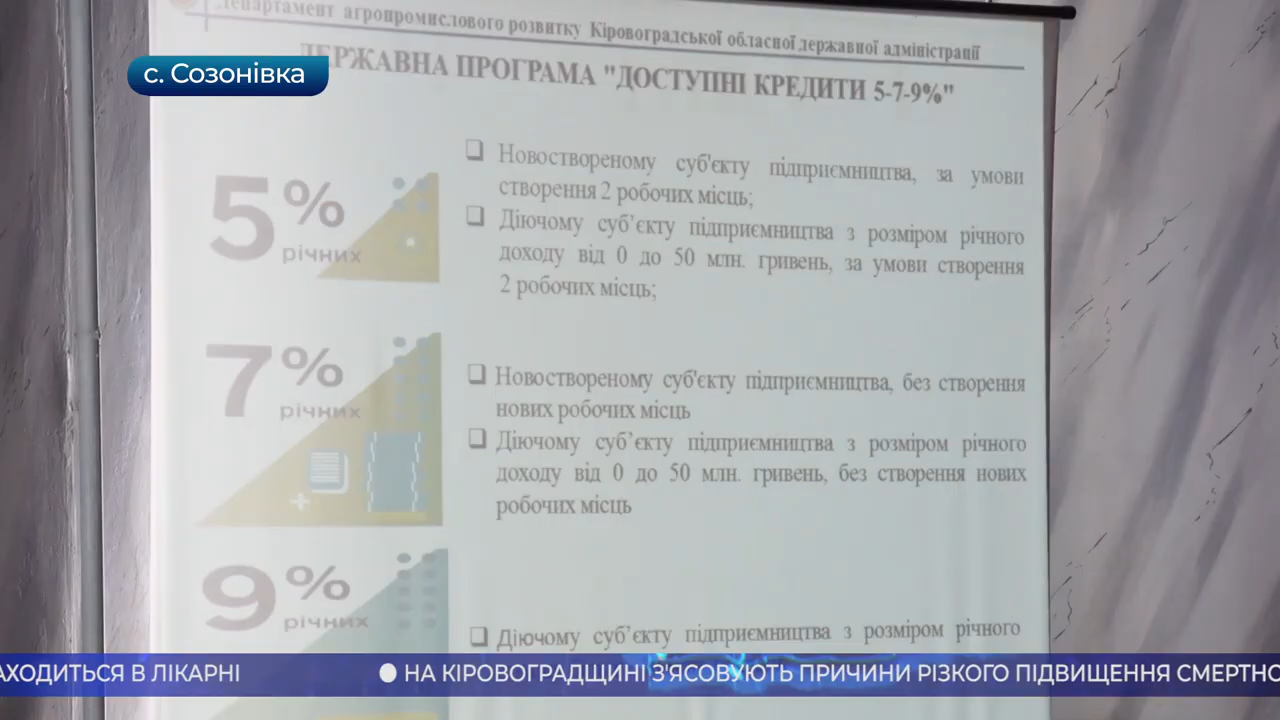 Департамент агропромислового розвитку Кіровоградської обласної державної адміністрації
с. Созонівка
ДЕРЖАВНА ПРОГРАМА "ДОСТУПНІ КРЕДИТИ 5-7-9%"
5%
річних
❑ Новоствореному суб'єкту підприємництва, за умови
створення 2 робочих місць;
❑ Діючому суб’єкту підприємництва з розміром річного
доходу від 0 до 50 млн. гривень, за умови створення
2 робочих місць;
7%
річних
❑ Новоствореному суб'єкту підприємництва, без створення
нових робочих місць
❑ Діючому суб’єкту підприємництва з розміром річного
доходу від 0 до 50 млн. гривень, без створення нових
робочих місць
9%
річних
❑ Діючому суб’єкту підприємництва з розміром річного
АХОДИТЬСЯ В ЛІКАРНІ ● НА КІРОВОГРАДЩИНІ З'ЯСОВУЮТЬ ПРИЧИНИ РІЗКОГО ПІДВИЩЕННЯ СМЕРТНО